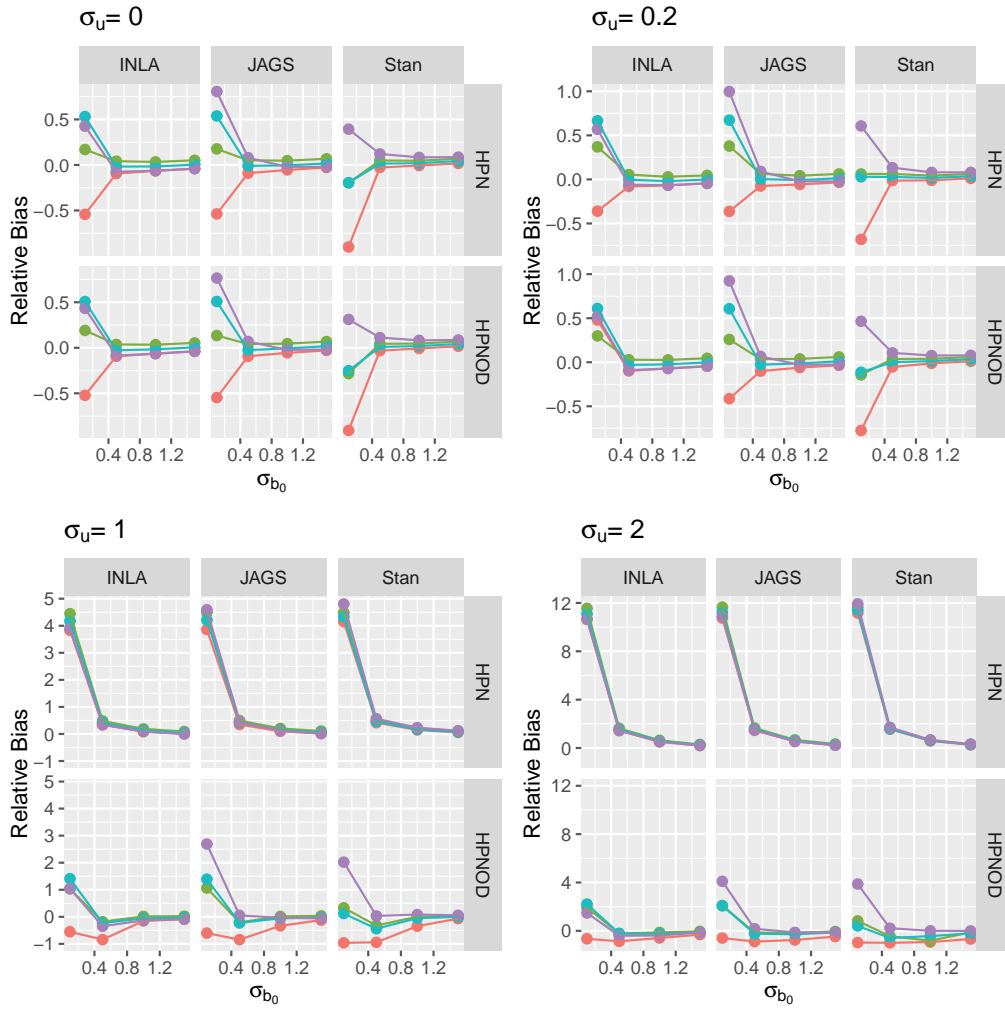 σu= 0
INLA
JAGS
Stan
HPN
HPNOD
Relative Bias
Relative Bias
0.5
0.0
−0.5
0.5
0.0
−0.5
0.4 0.8 1.2
0.4 0.8 1.2
0.4 0.8 1.2
σb0
σu= 0.2
INLA
JAGS
Stan
HPN
HPNOD
Relative Bias
Relative Bias
1.0
0.5
0.0
−0.5
1.0
0.5
0.0
−0.5
0.4 0.8 1.2
0.4 0.8 1.2
0.4 0.8 1.2
σb0
σu= 1
INLA
JAGS
Stan
HPN
HPNOD
Relative Bias
Relative Bias
5
4
3
2
1
0
−1
5
4
3
2
1
0
−1
0.4 0.8 1.2
0.4 0.8 1.2
0.4 0.8 1.2
σb0
σu= 2
INLA
JAGS
Stan
HPN
HPNOD
Relative Bias
Relative Bias
12
8
4
0
12
8
4
0
0.4 0.8 1.2
0.4 0.8 1.2
0.4 0.8 1.2
σb0